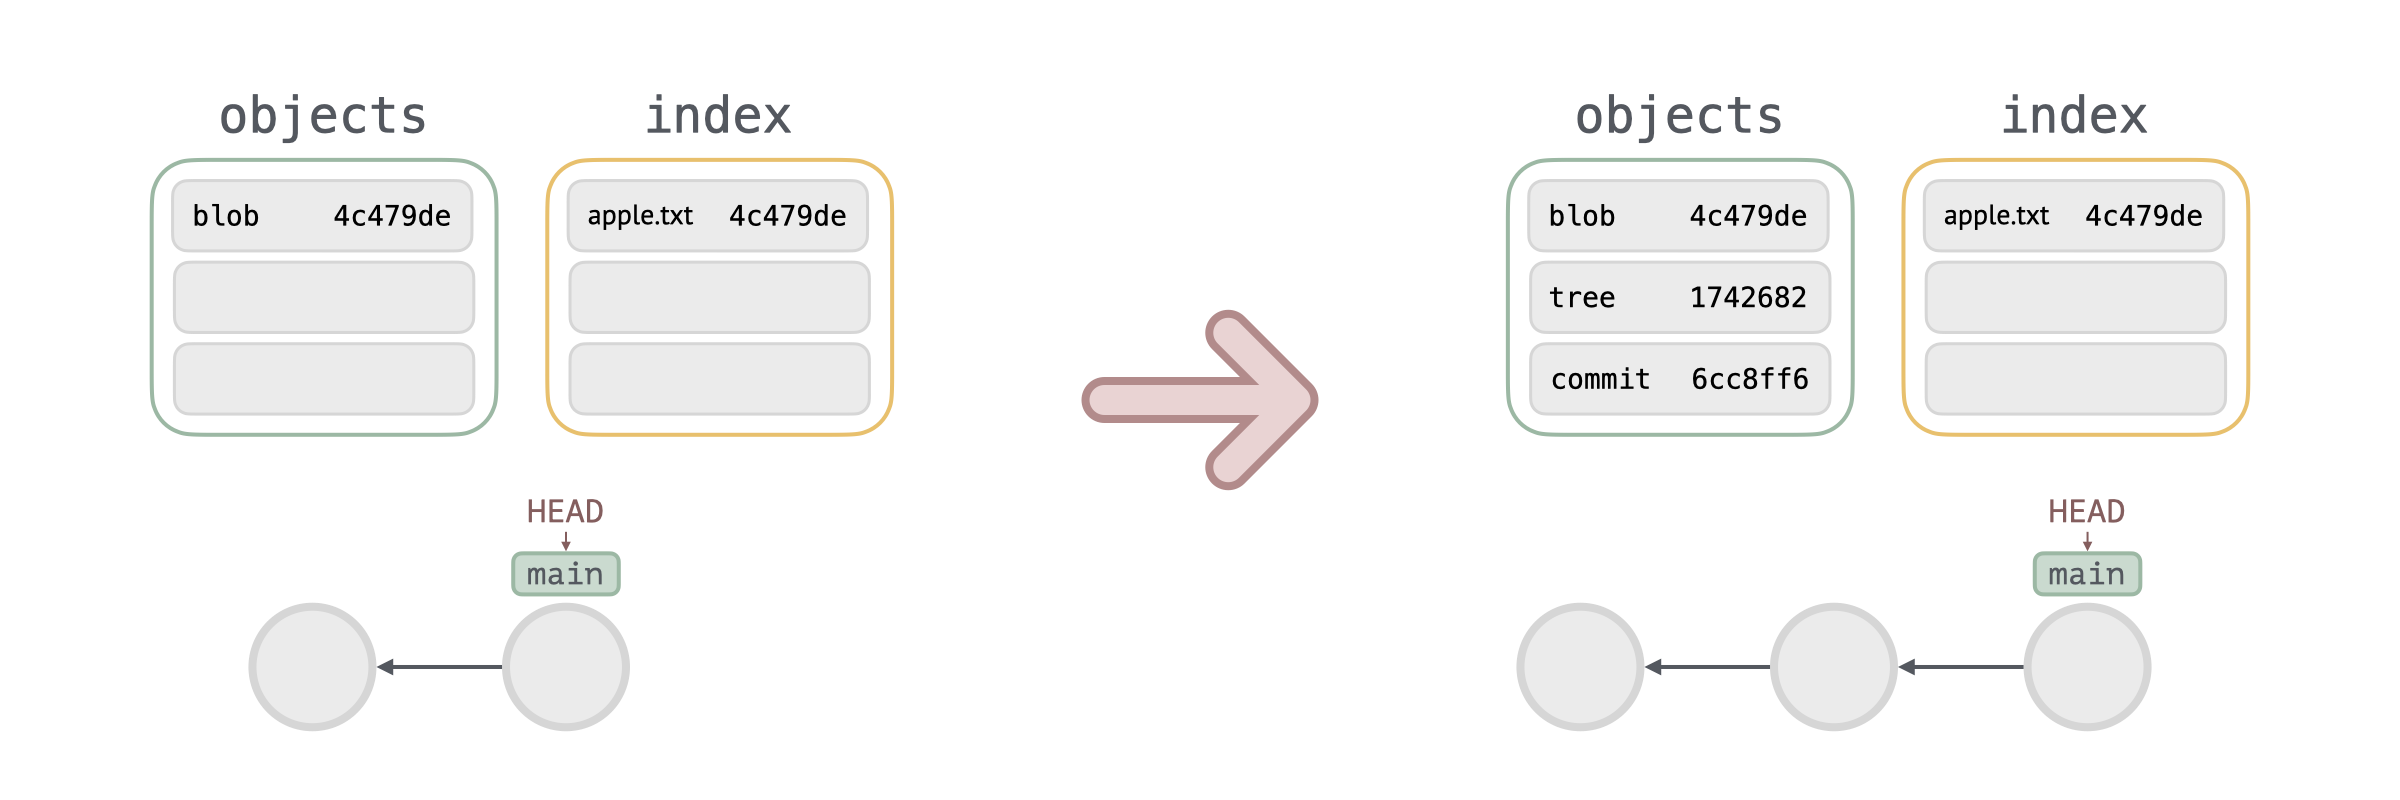 objects
index
blob 4c479de
apple.txt 4c479de
HEAD
main
objects
index
blob 4c479de
tree 1742682
commit 6cc8ff6
apple.txt 4c479de
HEAD
main